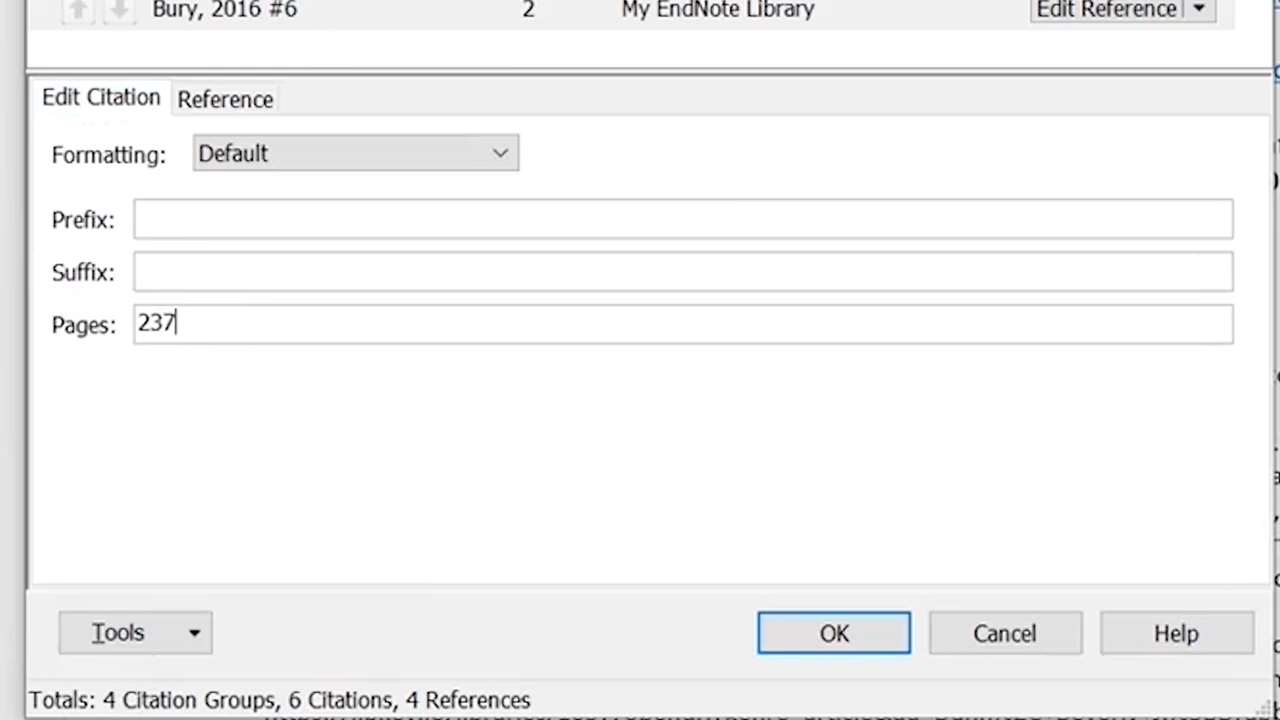 Bury, 2016 #6 2 My EndNote Library Edit Reference
Edit Citation Reference
Formatting: Default
Prefix:
Suffix:
Pages: 237
Tools OK Cancel Help
Totals: 4 Citation Groups, 6 Citations, 4 References